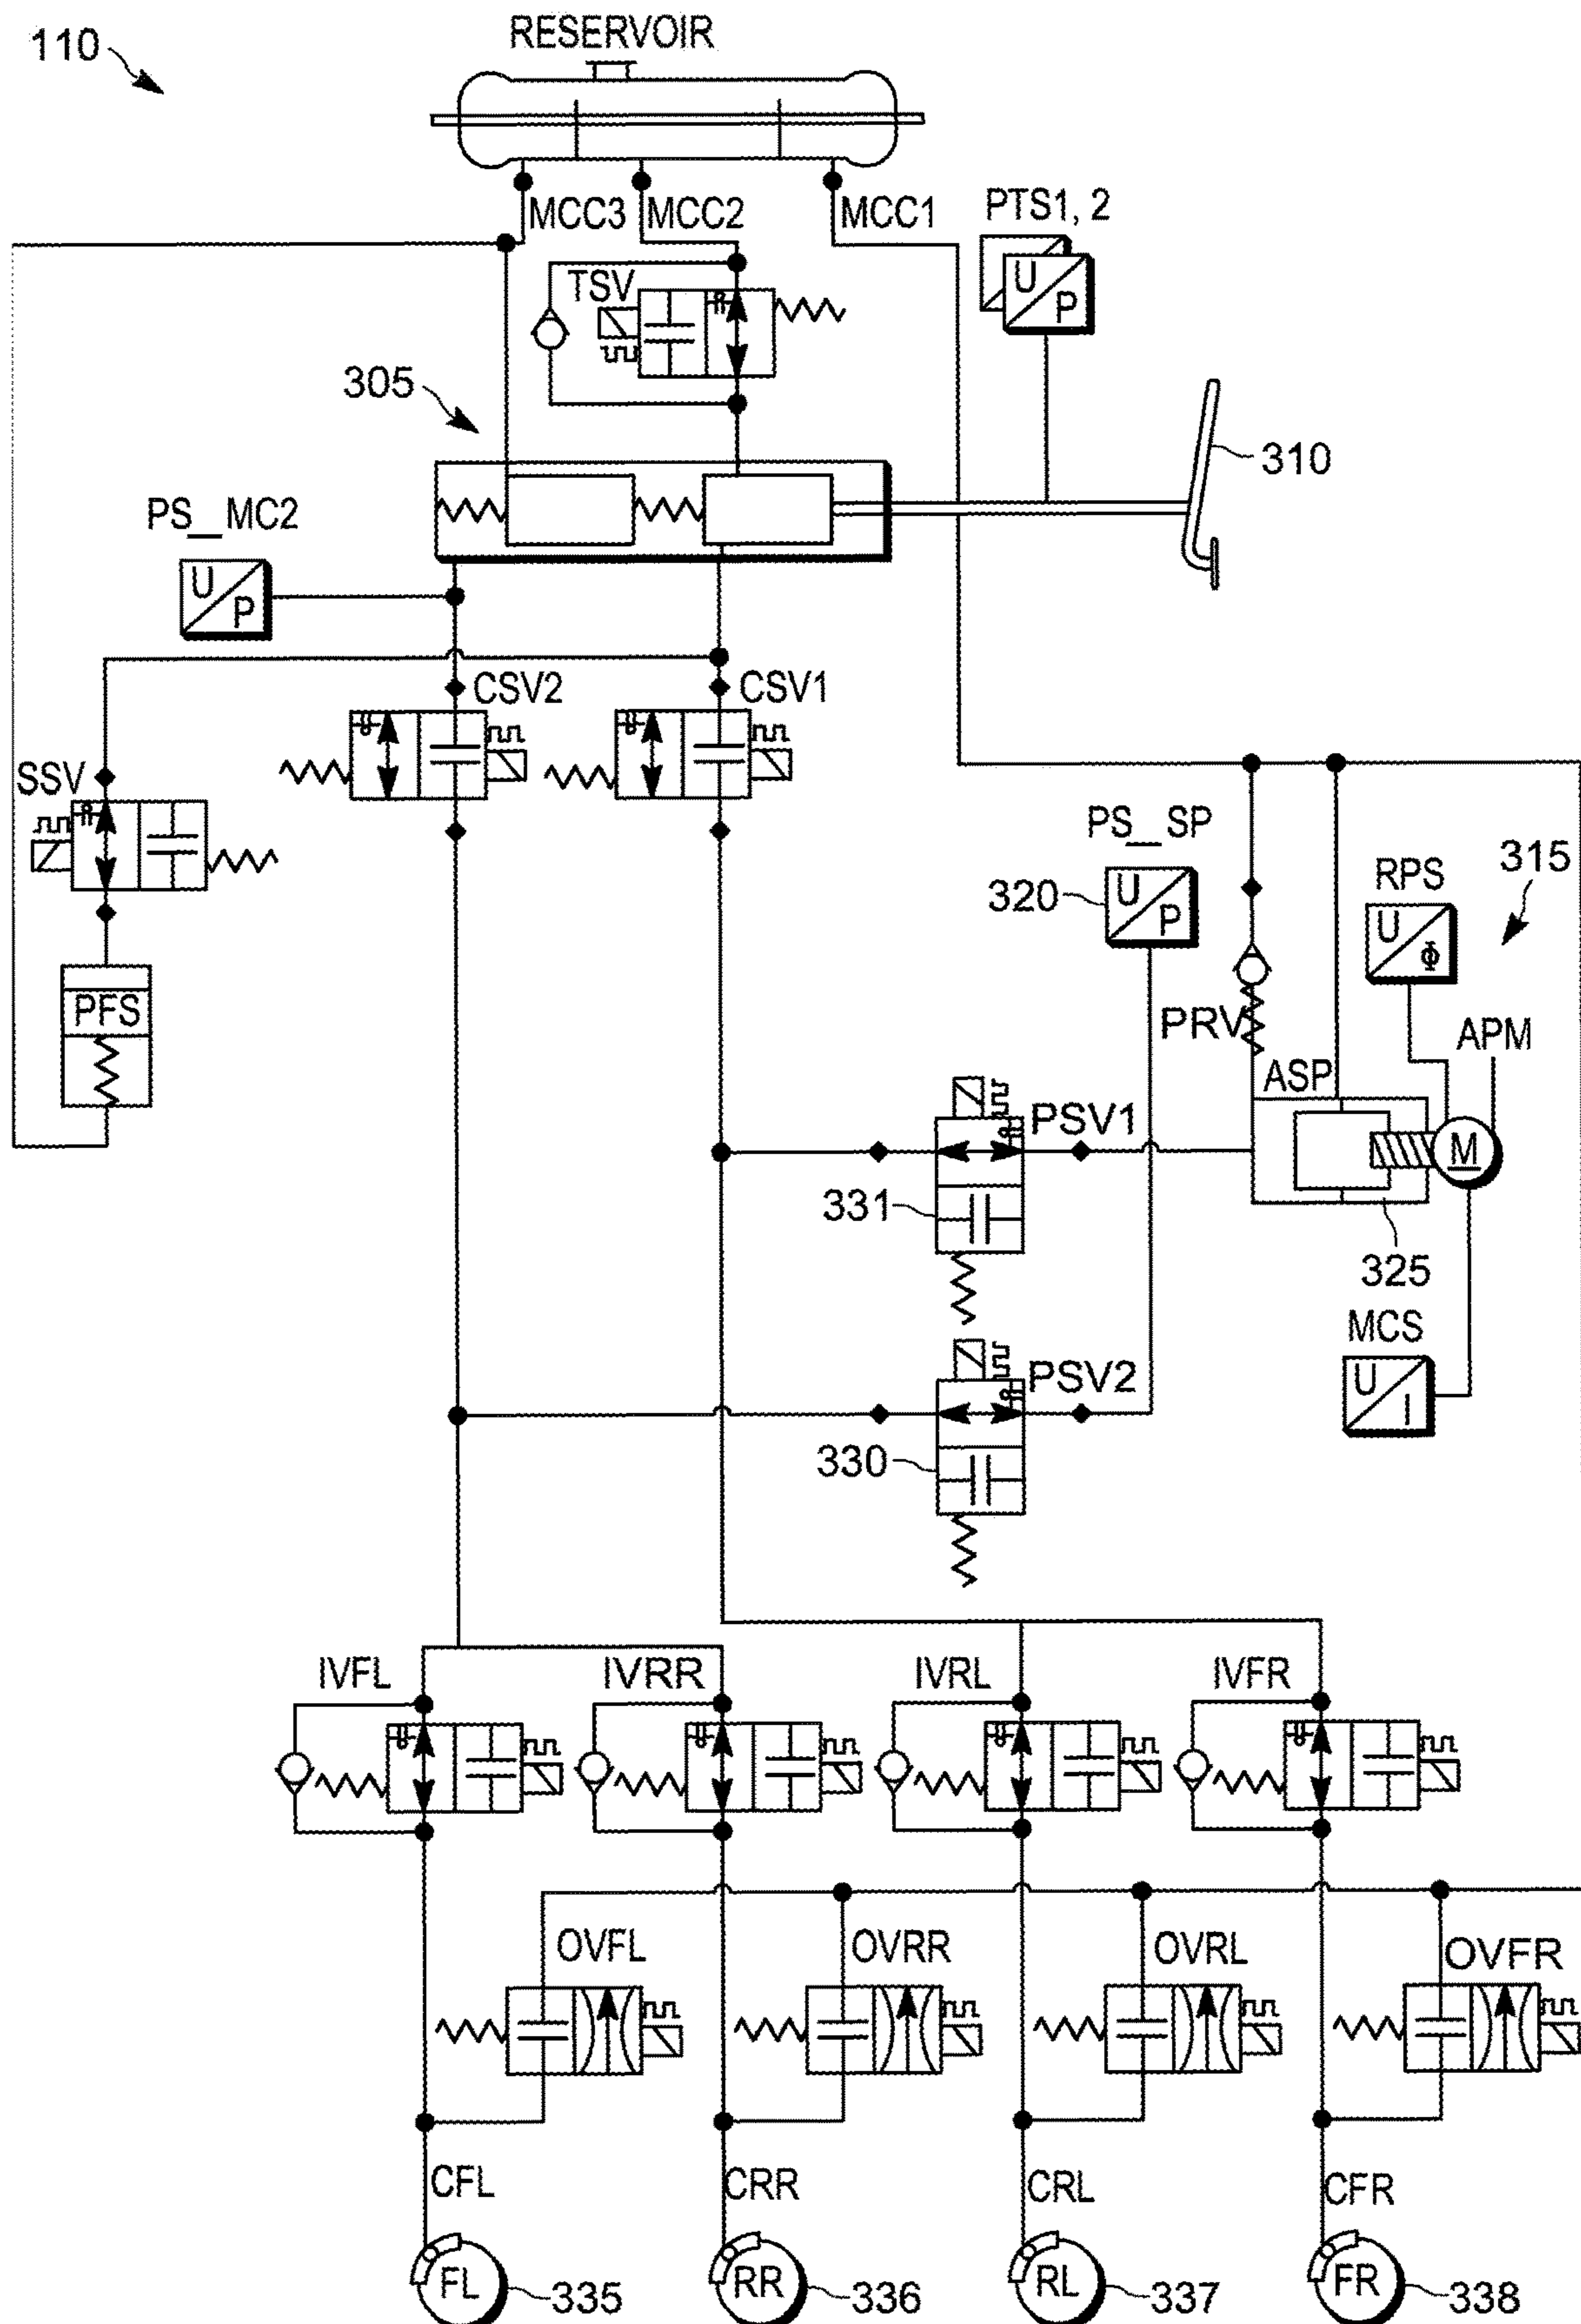 RESERVOIR
110
MCC3 MCC2 MCC1 PTS1, 2
U
P
TSV
305
310
PS__MC2
U
P
CSV2 CSV1
SSV
PS__SP
320
U
P
RPS
315
U
Φ
PFS
PRV
APM
ASP
PSV1
M
331
325
MCS
U
I
PSV2
330
IVFL IVRR IVRL IVFR
OVFL OVRR OVRL OVFR
CFL CRR CRL CFR
FL 335 RR 336 RL 337 FR 338